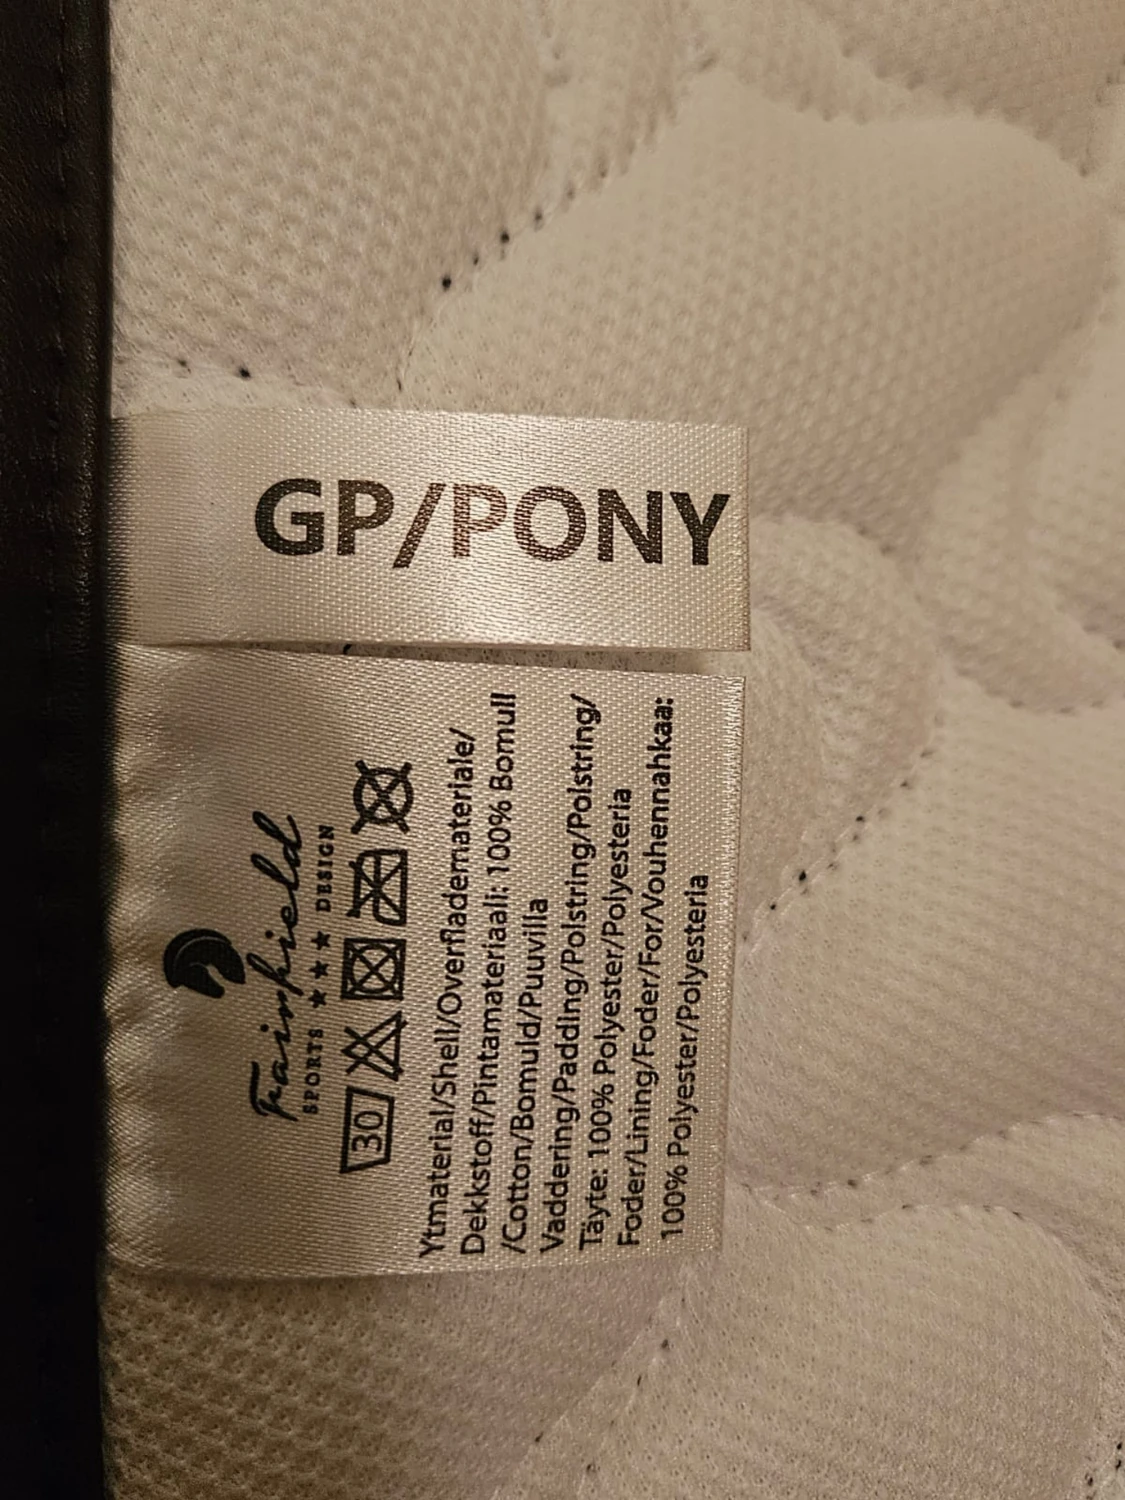 GP/PONY
Fairfield
SPORTS ★★★ DESIGN
30
Ytmaterial/Shell/Overflademateriale/
Dekkstoff/Pintamateriaali: 100% Bomull
/Cotton/Bomuld/Puuvilla
Vaddering/Padding/Polstring/Polstring/
Täyte: 100% Polyester/Polyesteria
Foder/Lining/Foder/For/Vouhennahkaa:
100% Polyester/Polyesteria